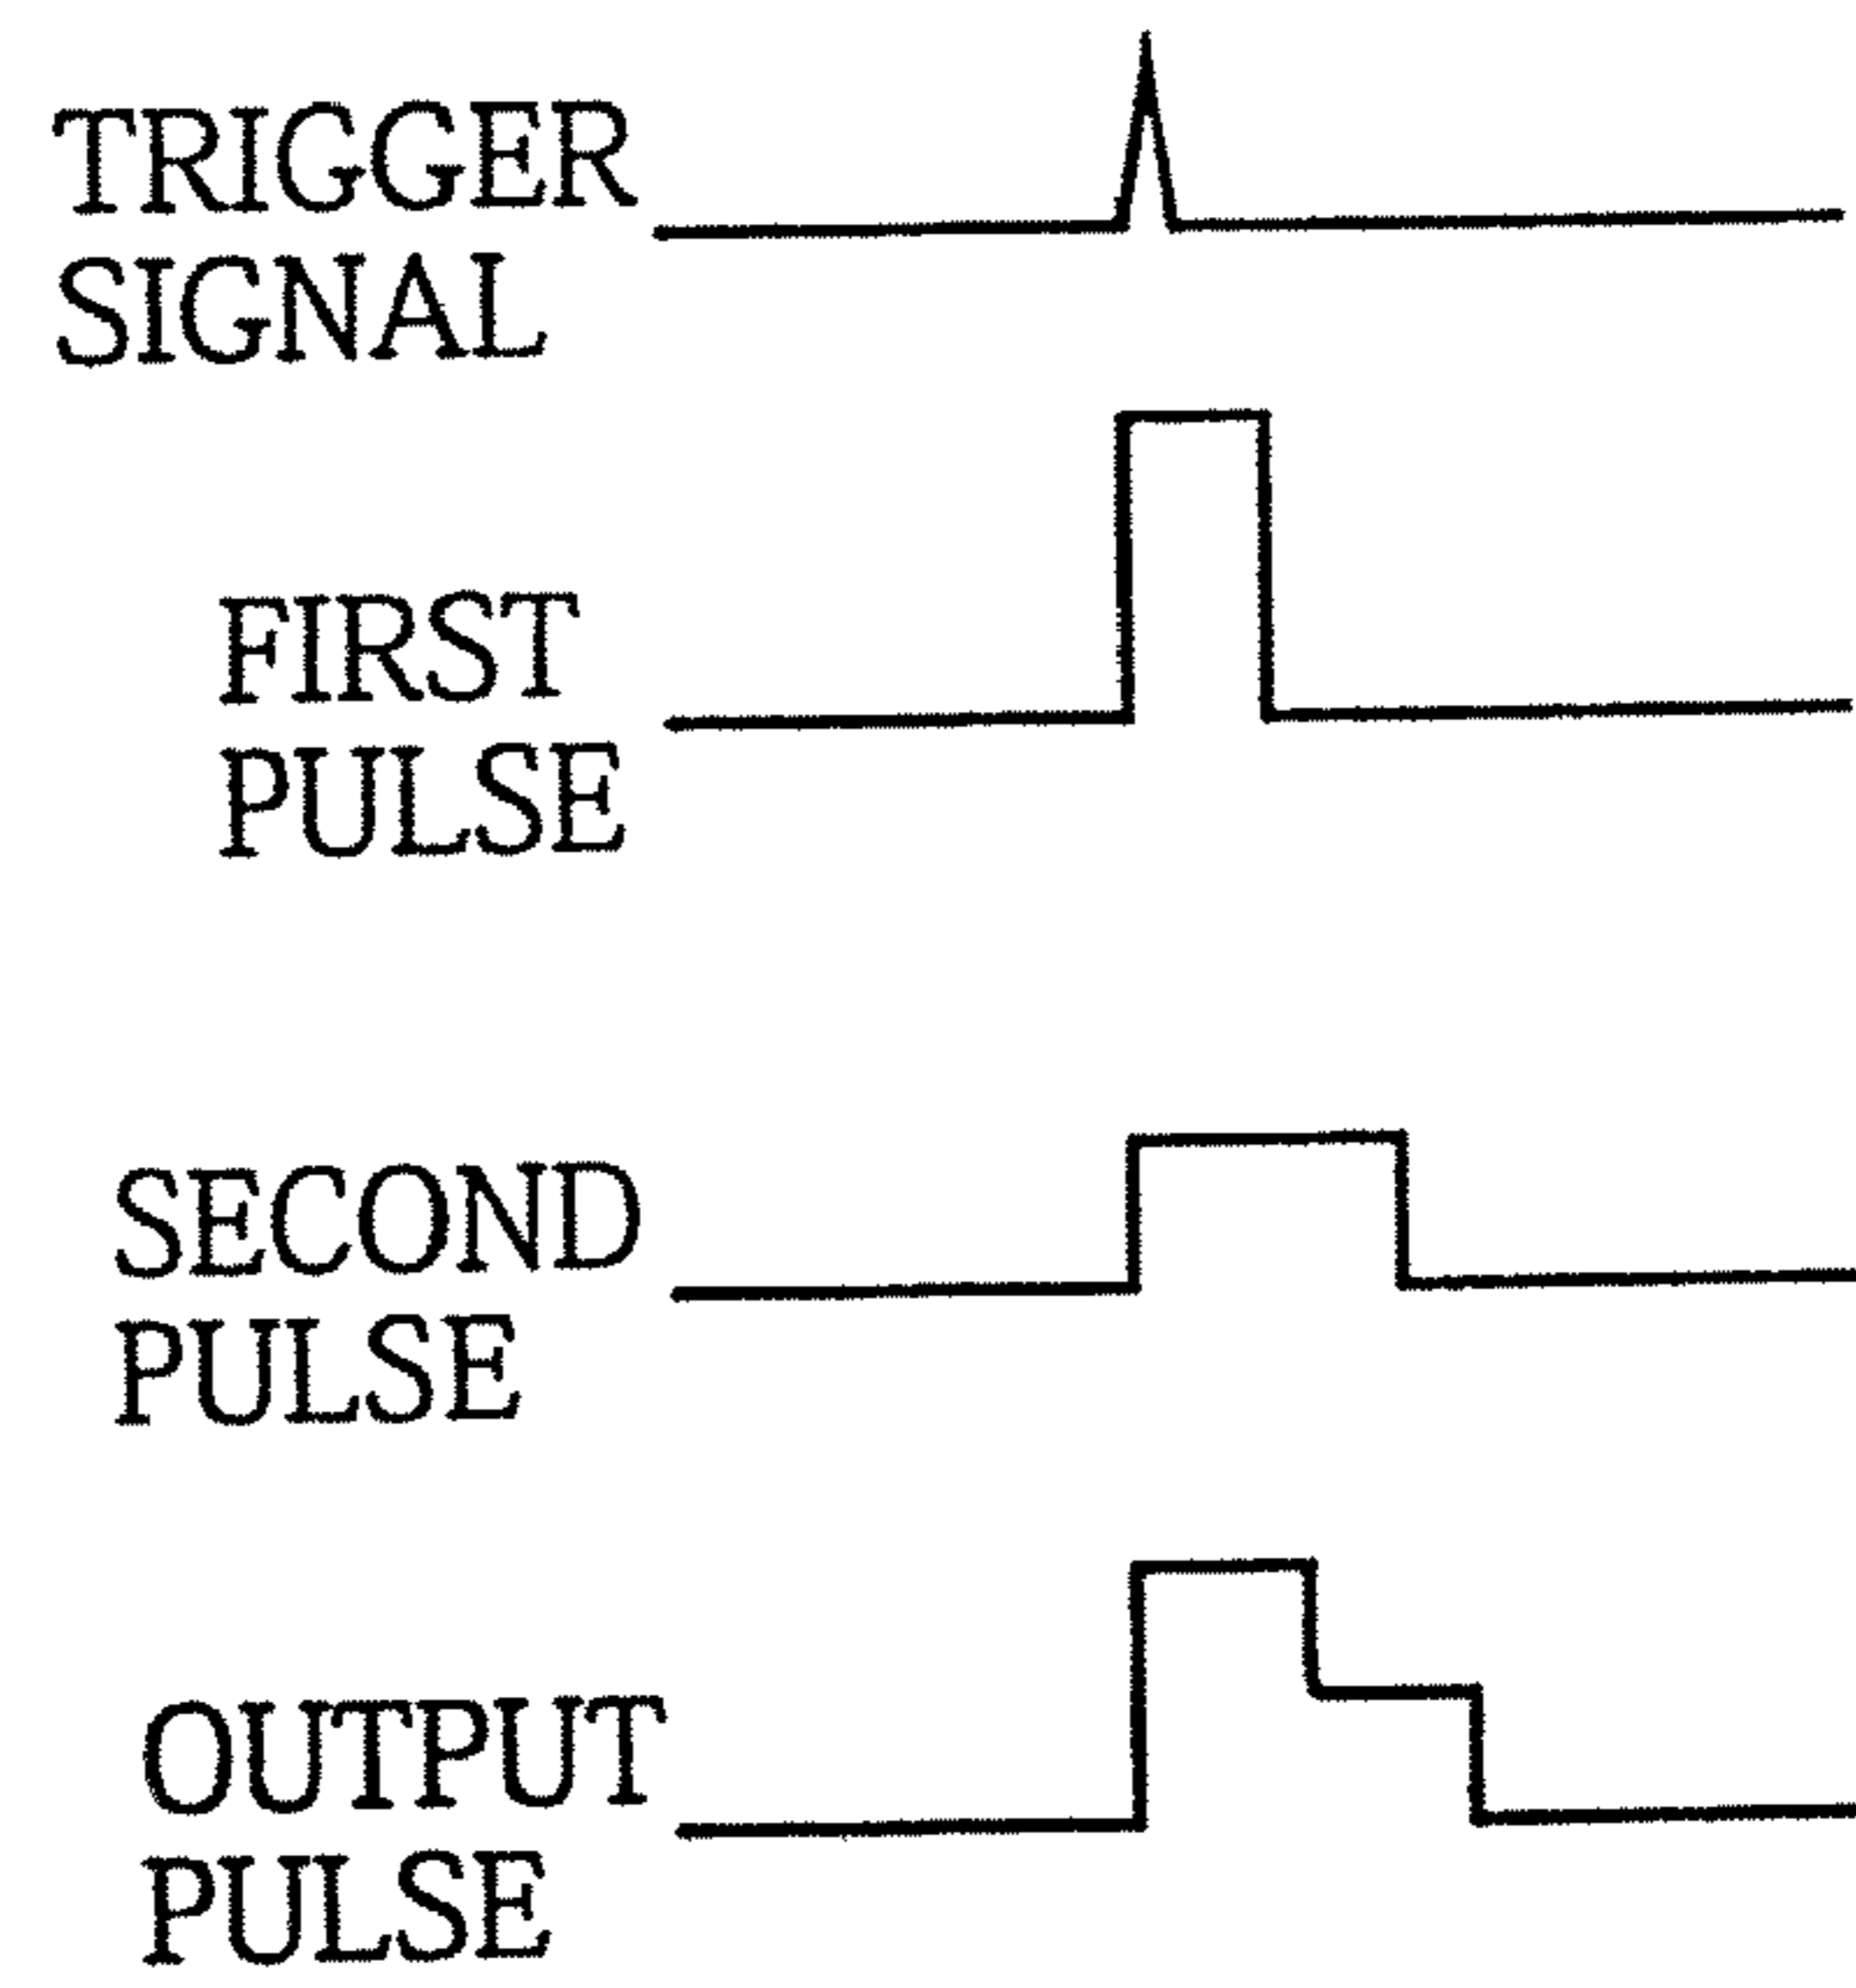 TRIGGER
SIGNAL
FIRST
PULSE
SECOND
PULSE
OUTPUT
PULSE